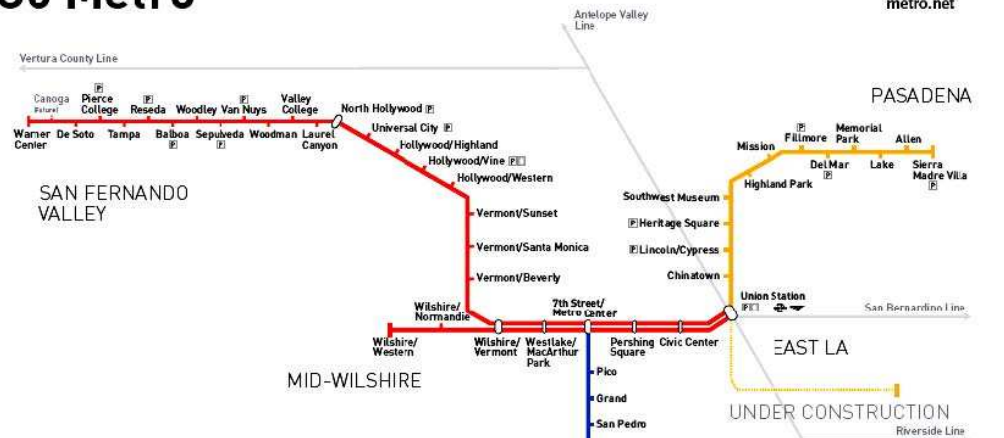 Go Metro
metro.net
Antelope Valley
Line
Ventura County Line
PASADENA
Canoga
Pierce
College
P
Reseda
P
Woodley
Van Nuys
P
Valley
College
North Hollywood P
Warner
Center
De Soto
Tampa
Balboa
P
Sepulveda
P
Woodman
Laurel
Canyon
Universal City P
Hollywood/Highland
Hollywood/Vine P
Hollywood/Western
SAN FERNANDO
VALLEY
Vermont/Sunset
Vermont/Santa Monica
Vermont/Beverly
Mission
P
Fillmore
Memorial
Park
Allen
Del Mar
P
Lake
Sierra
Madre Villa
P
Highland Park
Southwest Museum
P Heritage Square
P Lincoln/Cypress
Chinatown
Union Station
P
San Bernardino Line
Wilshire/
Normandie
7th Street/
Metro Center
Wilshire/
Western
Wilshire/
Vermont
Westlake/
MacArthur
Park
Pershing
Square
Civic Center
EAST LA
MID-WILSHIRE
Pico
Grand
San Pedro
UNDER CONSTRUCTION
Riverside Line